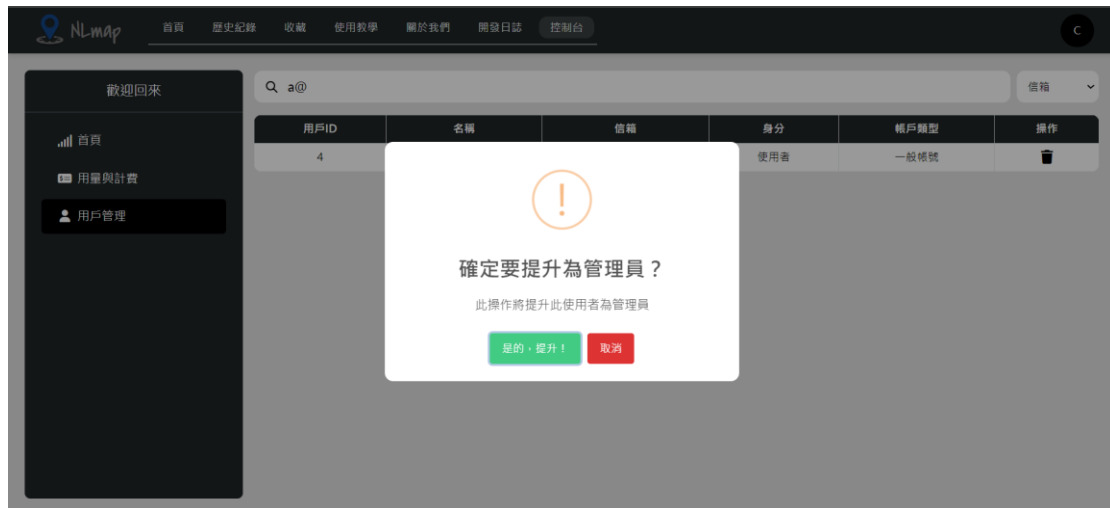 NLmap 首頁 歷史紀錄 收藏 使用教學 關於我們 開發日誌 控制台 C
歡迎回來
首頁
用量與計費
用戶管理
a@ 信箱
用戶ID 名稱 信箱 身分 帳戶類型 操作
4 使用者 一般帳號
!
確定要提升為管理員？
此操作將提升此使用者為管理員
是的，提升！ 取消